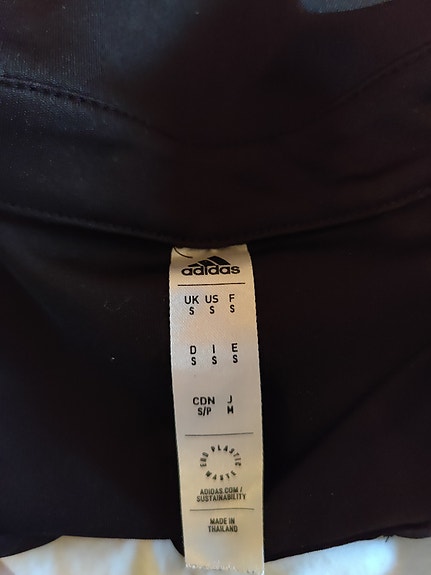 adidas
UK US F
S S S
D I E
S S S
CDN J
S/P M
END PLASTIC WASTE
ADIDAS.COM/
SUSTAINABILITY
MADE IN
THAILAND